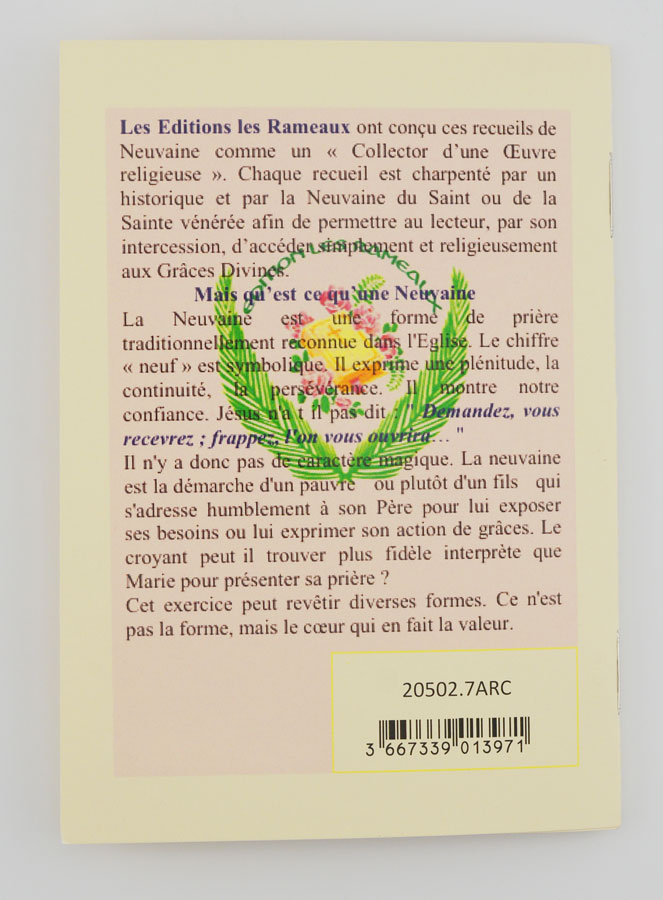 Les Editions les Rameaux ont conçu ces recueils de
Neuvaine comme un « Collector d'une Œuvre
religieuse ». Chaque recueil est charpenté par un
historique et par la Neuvaine du Saint ou de la
Sainte vénérée afin de permettre au lecteur, par son
intercession, d'accéder simplement et religieusement
aux Grâces Divines.
EDITION LES RAMEAUX
Mais qu'est ce qu'une Neuvaine
La Neuvaine est une forme de prière
traditionnellement reconnue dans l'Eglise. Le chiffre
« neuf » est symbolique. Il exprime une plénitude, la
continuité, la persévérance. Il montre notre
confiance. Jésus n'a t il pas dit : " Demandez, vous
recevrez ; frappez, l'on vous ouvrira... "
Il n'y a donc pas de caractère magique. La neuvaine
est la démarche d'un pauvre ou plutôt d'un fils qui
s'adresse humblement à son Père pour lui exposer
ses besoins ou lui exprimer son action de grâces. Le
croyant peut il trouver plus fidèle interprète que
Marie pour présenter sa prière ?
Cet exercice peut revêtir diverses formes. Ce n'est
pas la forme, mais le cœur qui en fait la valeur.
20502.7ARC
3 667339 013971